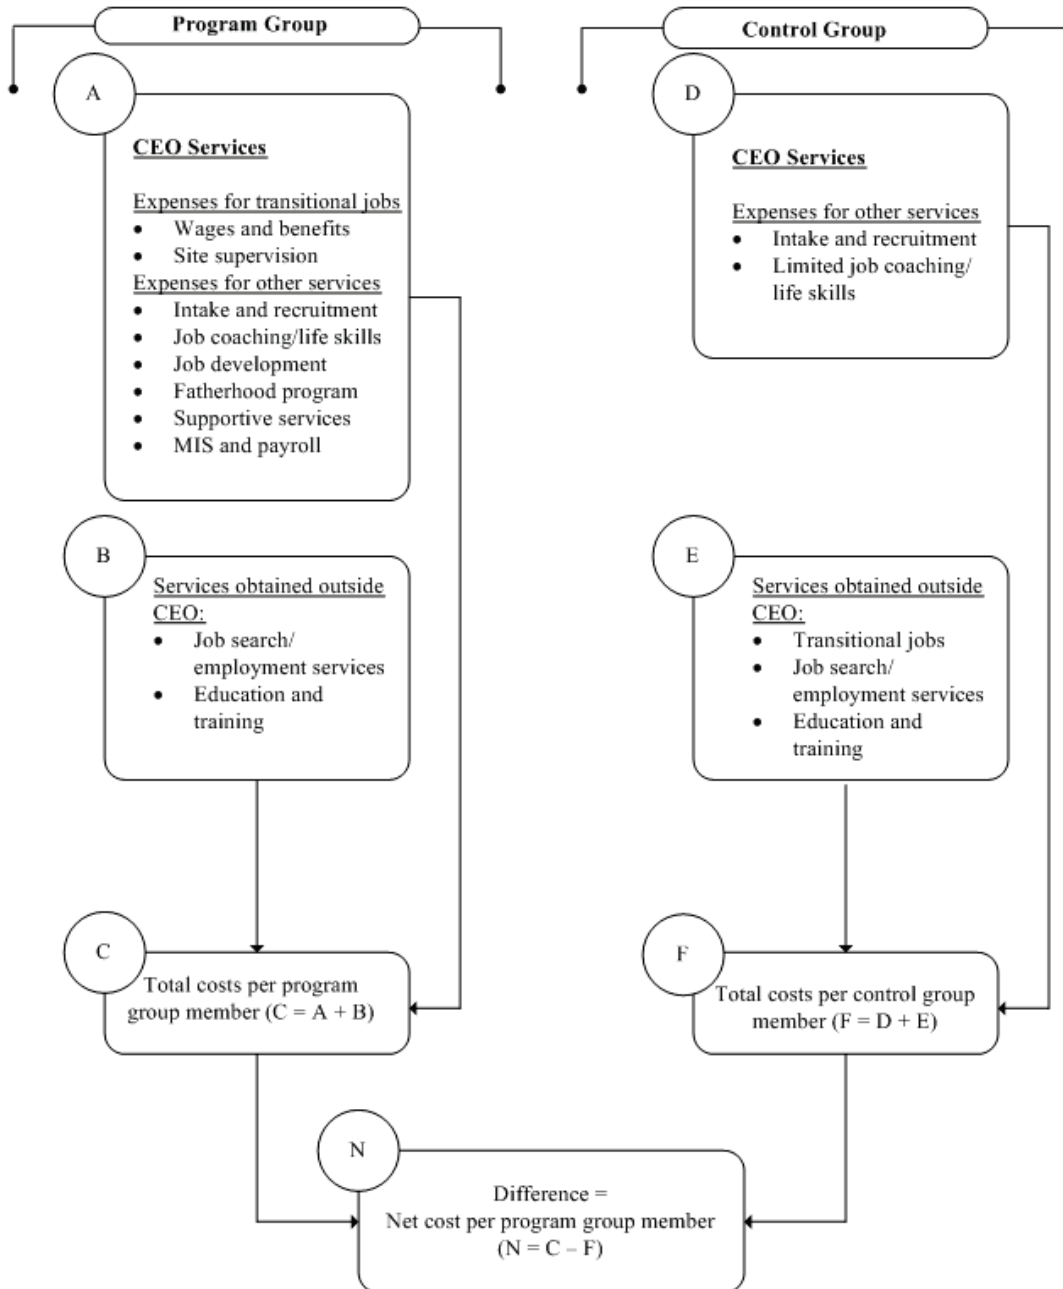 Program Group
Control Group
A
CEO Services
Expenses for transitional jobs
• Wages and benefits
• Site supervision
Expenses for other services
• Intake and recruitment
• Job coaching/life skills
• Job development
• Fatherhood program
• Supportive services
• MIS and payroll
D
CEO Services
Expenses for other services
• Intake and recruitment
• Limited job coaching/
life skills
B
Services obtained outside
CEO:
• Job search/
employment services
• Education and
training
E
Services obtained outside
CEO:
• Transitional jobs
• Job search/
employment services
• Education and
training
C
Total costs per program
group member (C = A + B)
F
Total costs per control group
member (F = D + E)
N
Difference =
Net cost per program group member
(N = C – F)